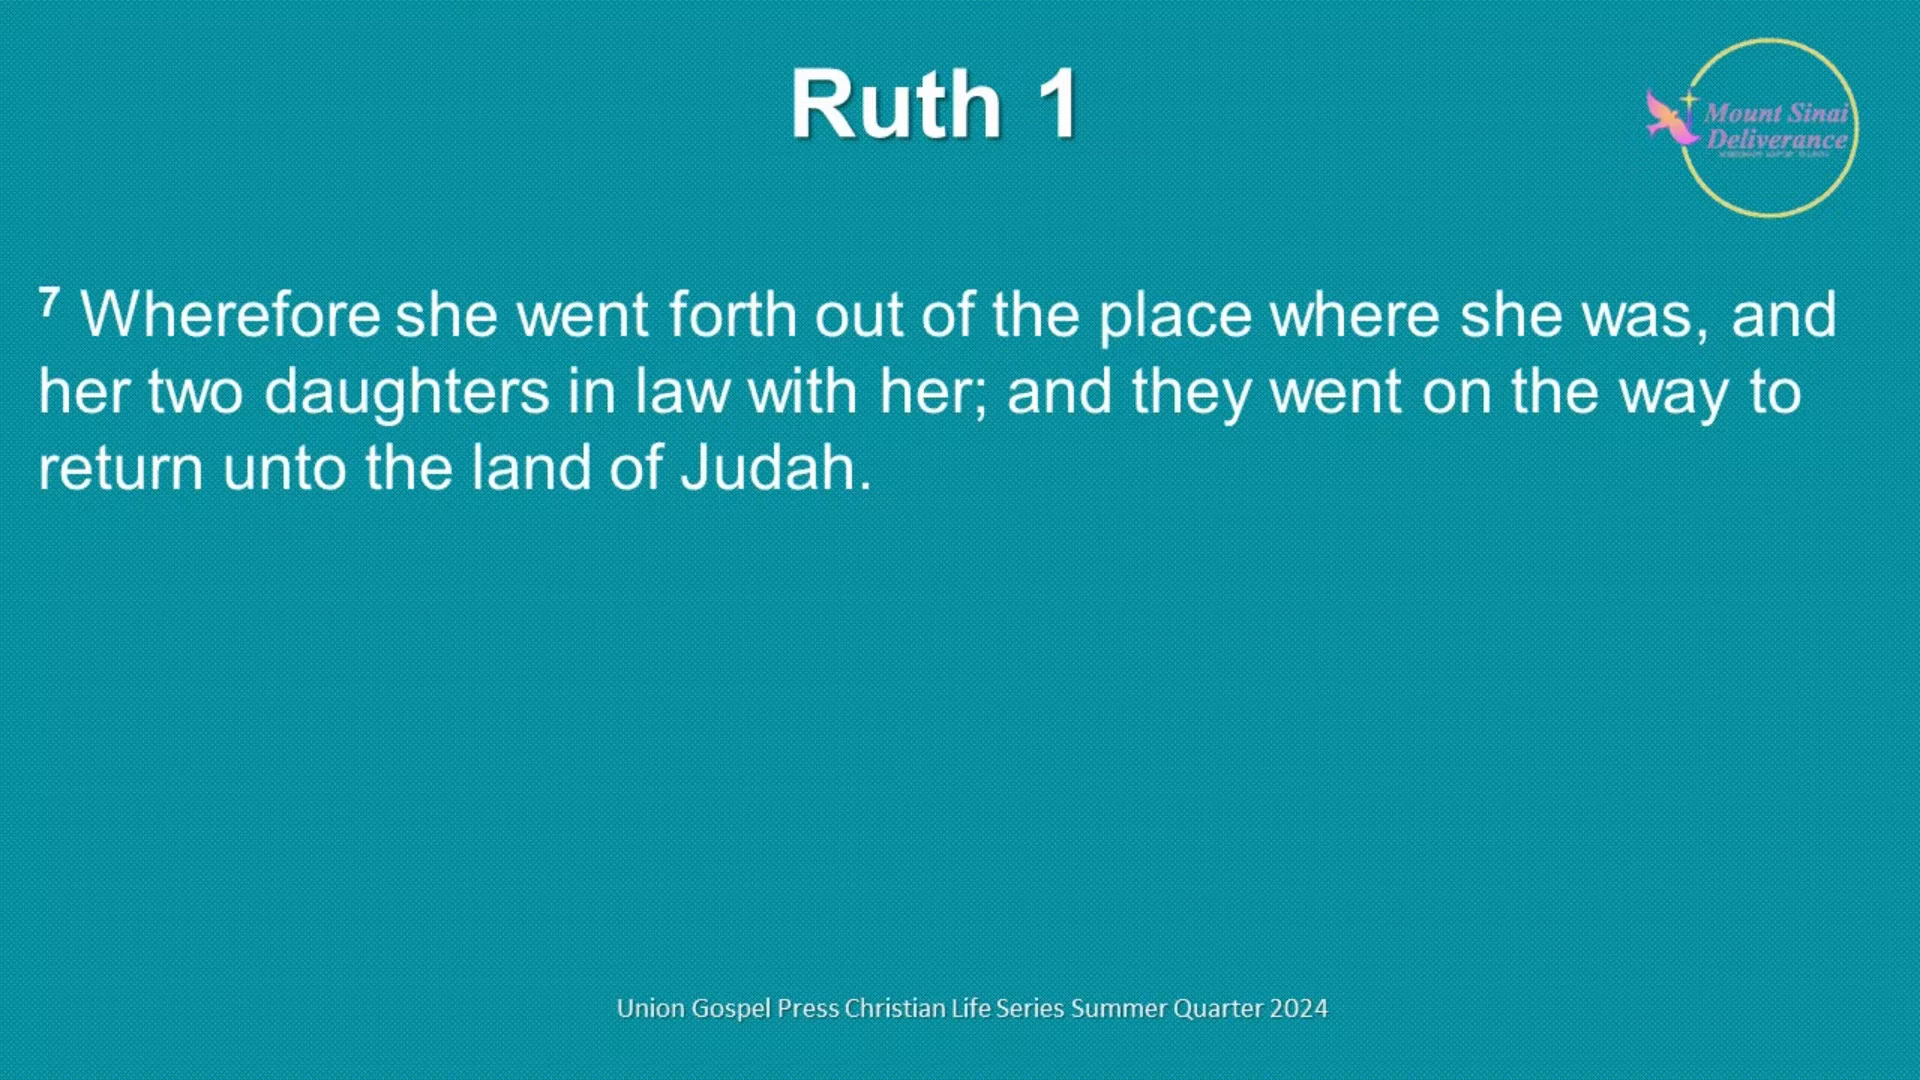 Ruth 1
Mount Sinai
Deliverance
7 Wherefore she went forth out of the place where she was, and
her two daughters in law with her; and they went on the way to
return unto the land of Judah.
Union Gospel Press Christian Life Series Summer Quarter 2024